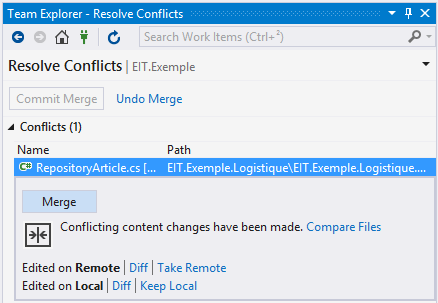 Team Explorer - Resolve Conflicts
Search Work Items (Ctrl+²)
Resolve Conflicts | EIT.Exemple
Commit Merge Undo Merge
Conflicts (1)
Name Path
RepositoryArticle.cs [... EIT.Exemple.Logistique\EIT.Exemple.Logistique....
Merge
Conflicting content changes have been made. Compare Files
Edited on Remote | Diff | Take Remote
Edited on Local | Diff | Keep Local